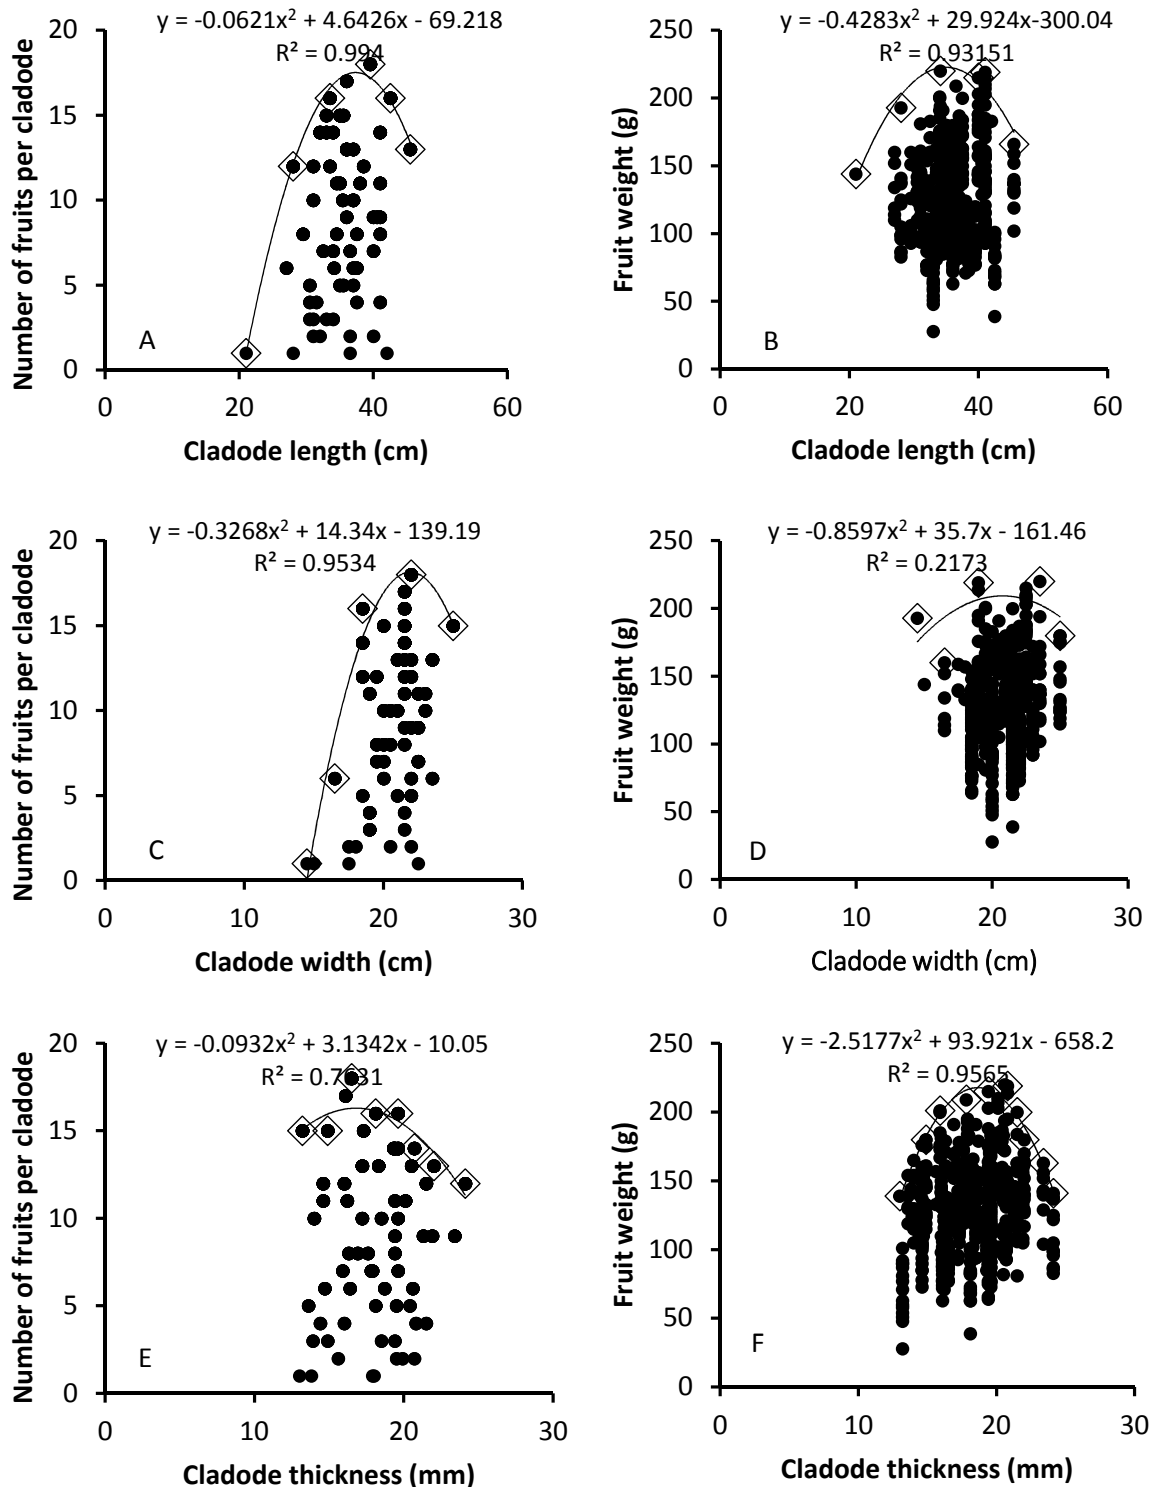 y = -0.0621x² + 4.6426x - 69.218
R² = 0.994
Number of fruits per cladode
20
15
10
5
0
A
0 20 40 60
Cladode length (cm)
y = -0.4283x² + 29.924x-300.04
R² = 0.93151
Fruit weight (g)
250
200
150
100
50
0
B
0 20 40 60
Cladode length (cm)
y = -0.3268x² + 14.34x - 139.19
R² = 0.9534
Number of fruits per cladode
20
15
10
5
0
C
0 10 20 30
Cladode width (cm)
y = -0.8597x² + 35.7x - 161.46
R² = 0.2173
Fruit weight (g)
250
200
150
100
50
0
D
0 10 20 30
Cladode width (cm)
y = -0.0932x² + 3.1342x - 10.05
R² =
Number of fruits per cladode
20
15
10
5
0
E
0 10 20 30
Cladode thickness (mm)
y = -2.5177x² + 93.921x - 658.2
R² = 0.9565
Fruit weight (g)
250
200
150
100
50
0
F
0 10 20 30
Cladode thickness (mm)